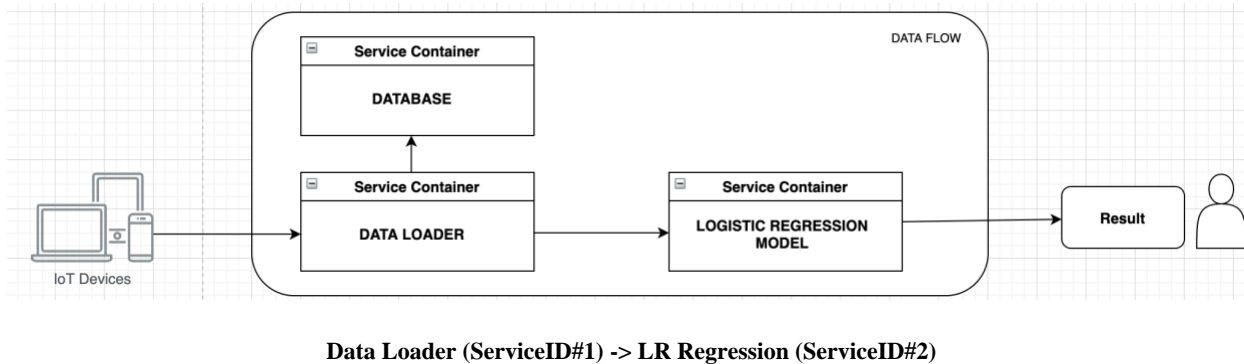 DATA FLOW
Service Container
DATABASE
Service Container
DATA LOADER
Service Container
LOGISTIC REGRESSION
MODEL
Result
IoT Devices
Data Loader (ServiceID#1) -> LR Regression (ServiceID#2)